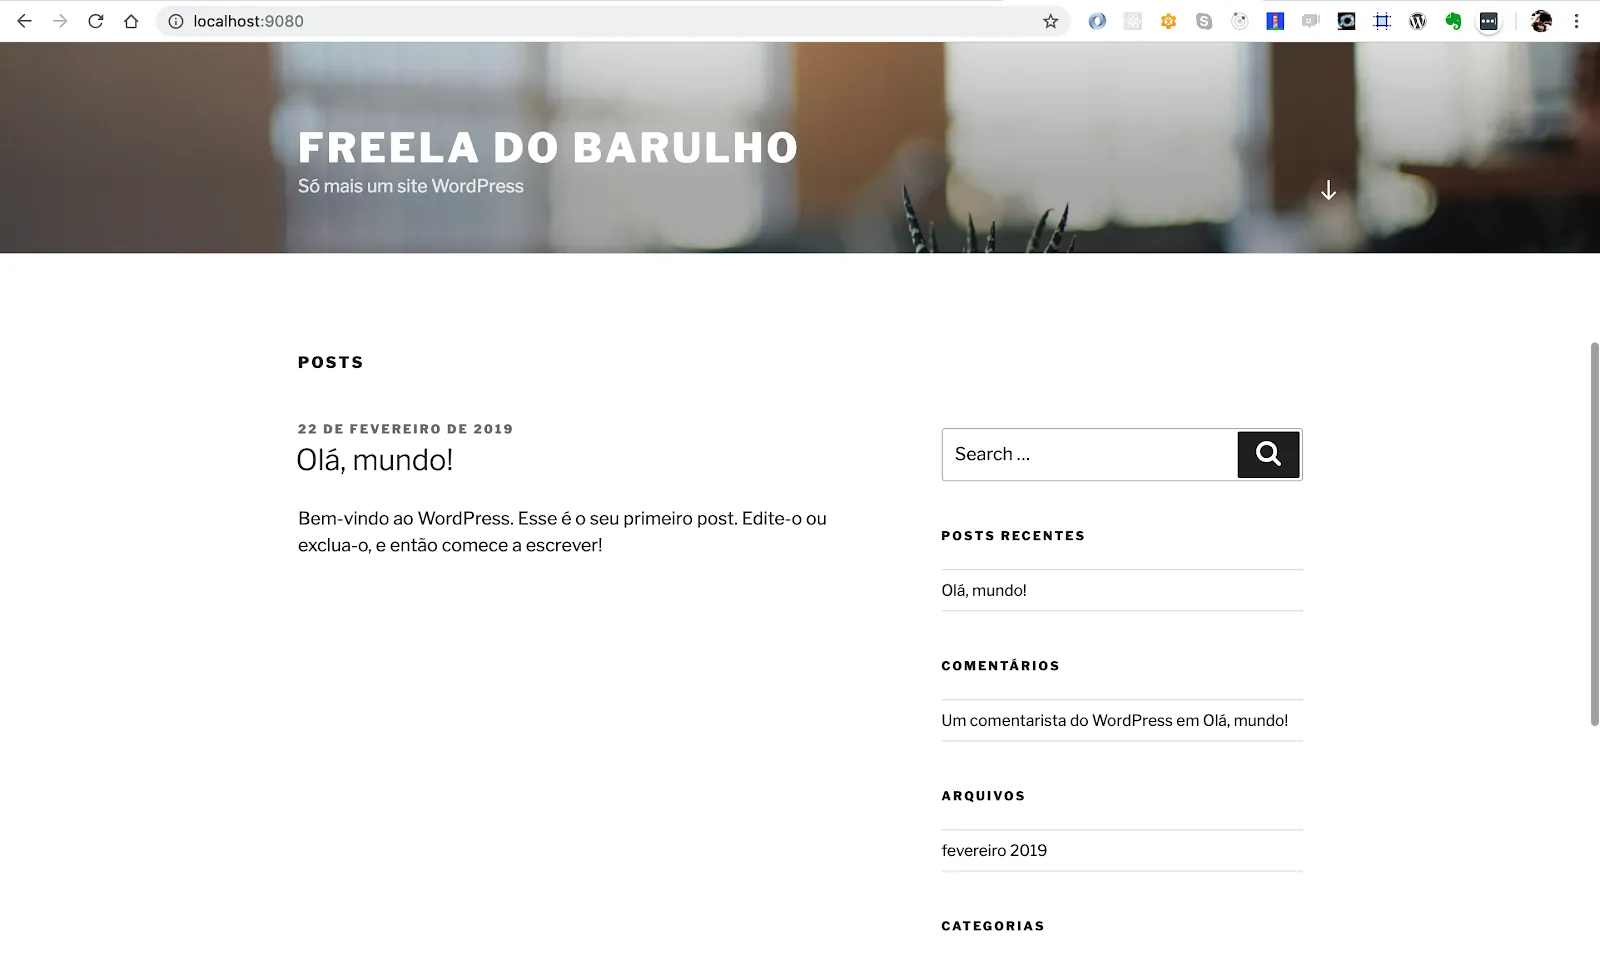 localhost:9080
FREELA DO BARULHO
Só mais um site WordPress
POSTS
22 DE FEVEREIRO DE 2019
Olá, mundo!
Bem-vindo ao WordPress. Esse é o seu primeiro post. Edite-o ou
exclua-o, e então comece a escrever!
Search …
POSTS RECENTES
Olá, mundo!
COMENTÁRIOS
Um comentarista do WordPress em Olá, mundo!
ARQUIVOS
fevereiro 2019
CATEGORIAS